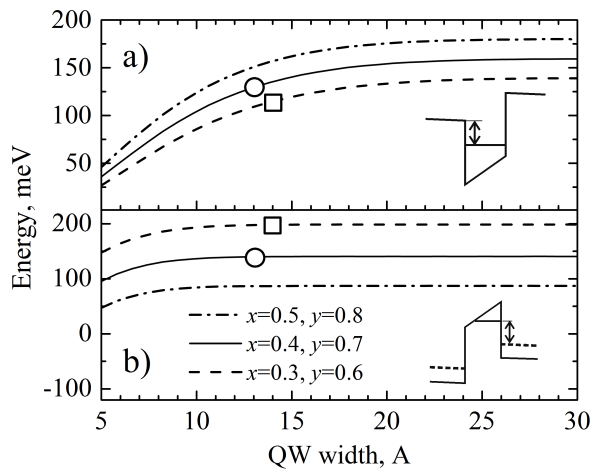 200
150
100
50
a)
Energy, meV
200
100
0
-100
x=0.5, y=0.8
x=0.4, y=0.7
x=0.3, y=0.6
b)
5 10 15 20 25 30
QW width, A